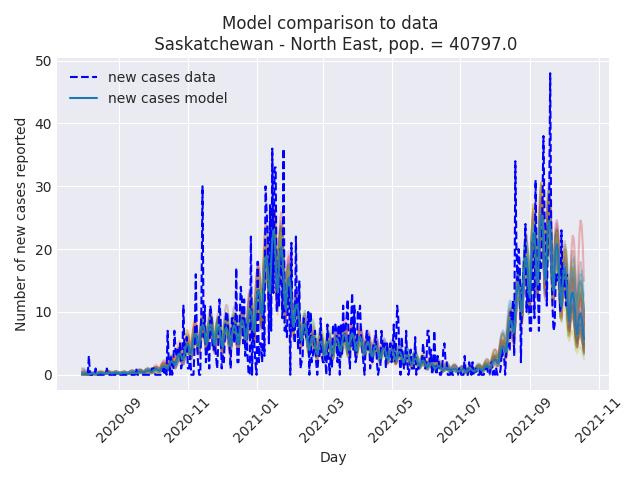 Model comparison to data
Saskatchewan - North East, pop. = 40797.0
new cases data
new cases model
Number of new cases reported
50
40
30
20
10
0
2020-09
2020-11
2021-01
2021-03
2021-05
2021-07
2021-09
2021-11
Day